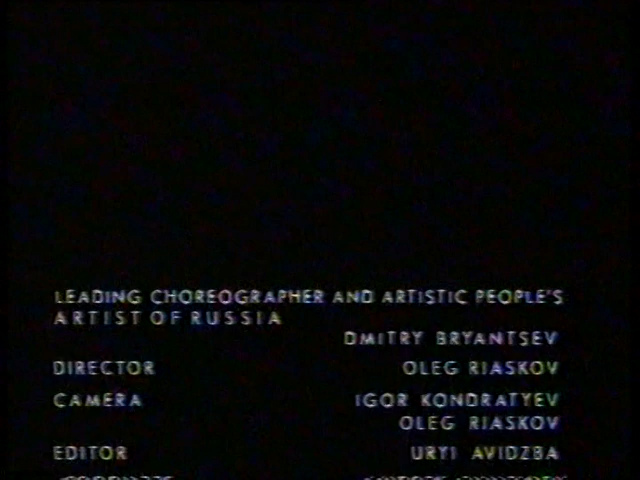 LEADING CHOREOGRAPHER AND ARTISTIC PEOPLE'S
ARTIST OF RUSSIA
DMITRY BRYANTSEV
DIRECTOR OLEG RIASKOV
CAMERA IGOR KONDRATYEV
OLEG RIASKOV
EDITOR URYI AVIDZBA